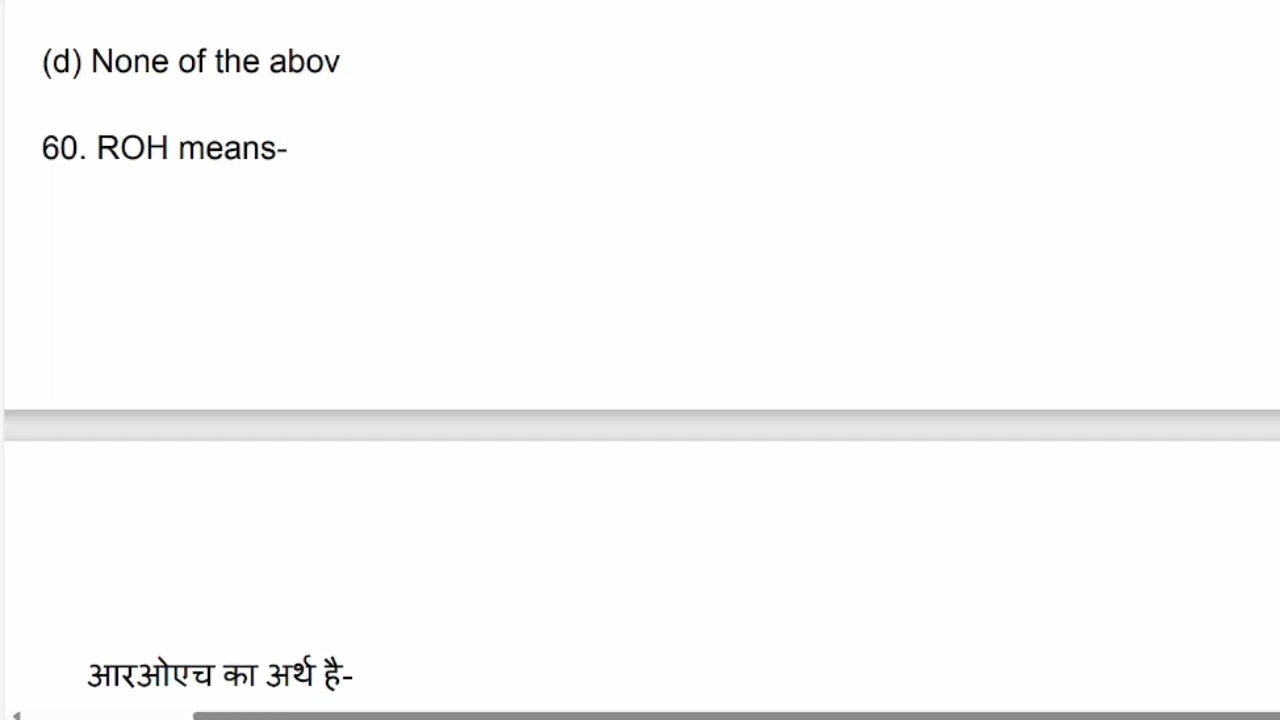 (d) None of the abov
60. ROH means-
आरओएच का अर्थ है-